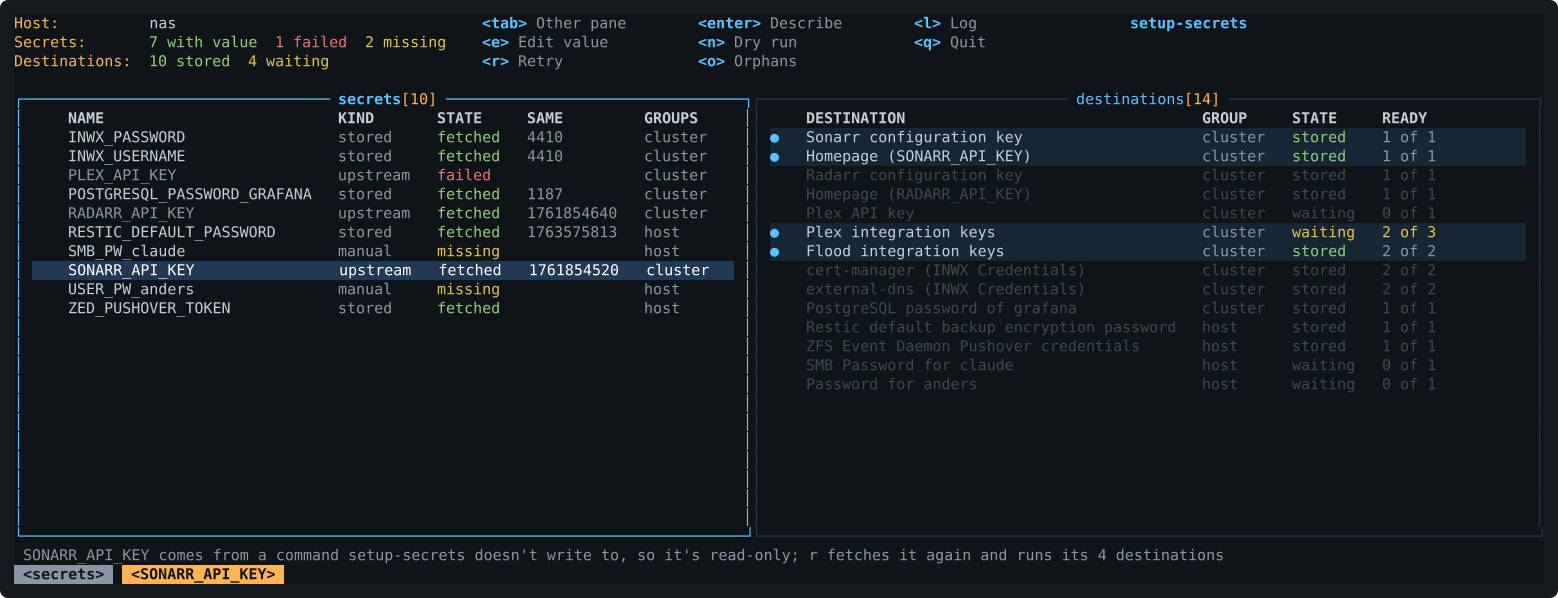 Host: nas <tab> Other pane <enter> Describe <l> Log setup-secrets
Secrets: 7 with value 1 failed 2 missing <e> Edit value <n> Dry run <q> Quit
Destinations: 10 stored 4 waiting <r> Retry <o> Orphans
secrets[10]
NAME KIND STATE SAME GROUPS
INWX_PASSWORD stored fetched 4410 cluster
INWX_USERNAME stored fetched 4410 cluster
PLEX_API_KEY upstream failed cluster
POSTGRESQL_PASSWORD_GRAFANA stored fetched 1187 cluster
RADARR_API_KEY upstream fetched 1761854640 cluster
RESTIC_DEFAULT_PASSWORD stored fetched 1763575813 host
SMB_PW_claude manual missing host
SONARR_API_KEY upstream fetched 1761854520 cluster
USER_PW_anders manual missing host
ZED_PUSHOVER_TOKEN stored fetched host
destinations[14]
DESTINATION GROUP STATE READY
● Sonarr configuration key cluster stored 1 of 1
● Homepage (SONARR_API_KEY) cluster stored 1 of 1
Radarr configuration key cluster stored 1 of 1
Homepage (RADARR_API_KEY) cluster stored 1 of 1
Plex API key cluster waiting 0 of 1
● Plex integration keys cluster waiting 2 of 3
● Flood integration keys cluster stored 2 of 2
cert-manager (INWX Credentials) cluster stored 2 of 2
external-dns (INWX Credentials) cluster stored 2 of 2
PostgreSQL password of grafana cluster stored 1 of 1
Restic default backup encryption password host stored 1 of 1
ZFS Event Daemon Pushover credentials host stored 1 of 1
SMB Password for claude host waiting 0 of 1
Password for anders host waiting 0 of 1
SONARR_API_KEY comes from a command setup-secrets doesn't write to, so it's read-only; r fetches it again and runs its 4 destinations
<secrets> <SONARR_API_KEY>